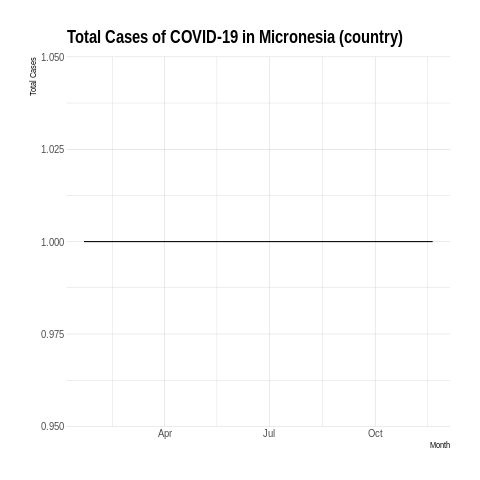 Total Cases of COVID-19 in Micronesia (country)
Total Cases
1.050
1.025
1.000
0.975
0.950
Apr Jul Oct
Month